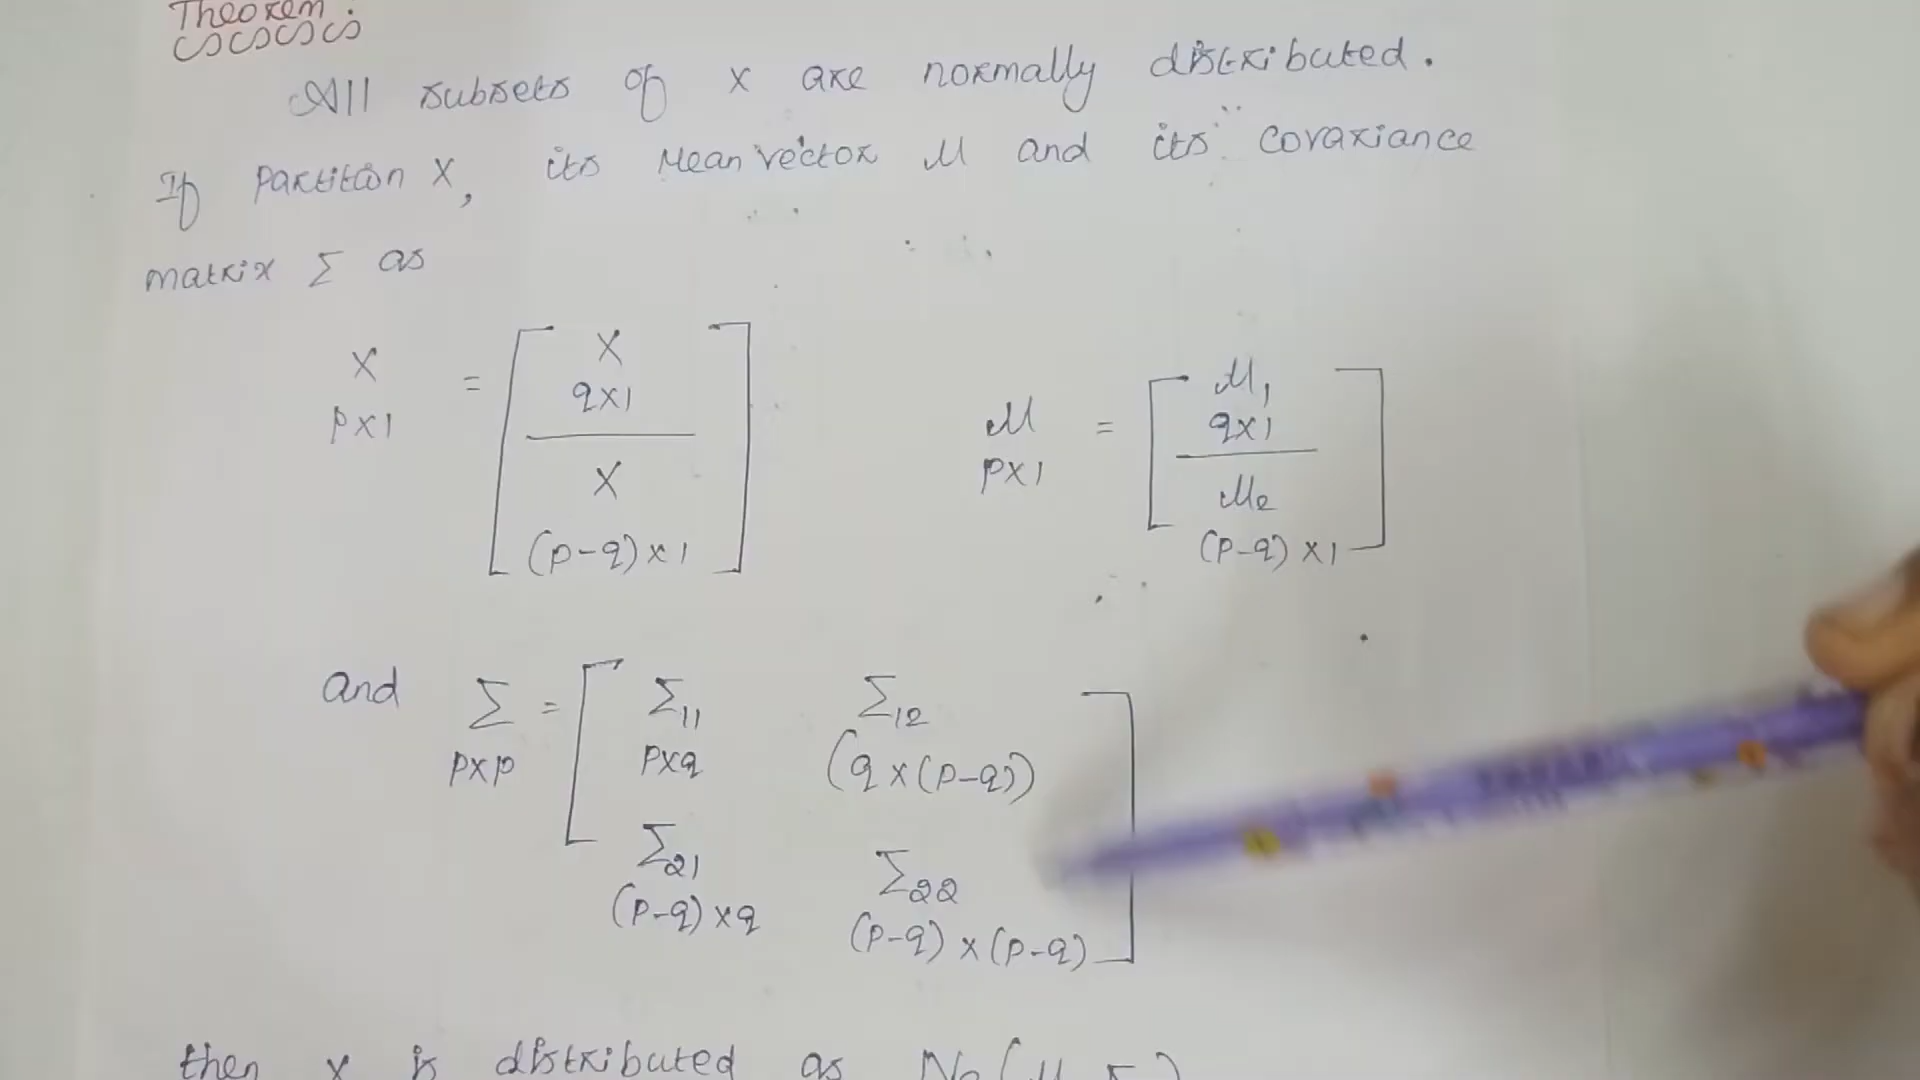 Theorem :
All subsets of X are normally distributed.
If Partition X, its Mean vector μ and its covariance
matrix Σ as
X
p×1
=
X
q×1
X
(p-q)×1
μ
p×1
=
μ1
q×1
μ2
(p-q)×1
and Σ =
p×p
Σ11 Σ12
p×q (q×(p-q))
Σ21 Σ22
(p-q)×q (p-q)×(p-q)
then X is distributed as